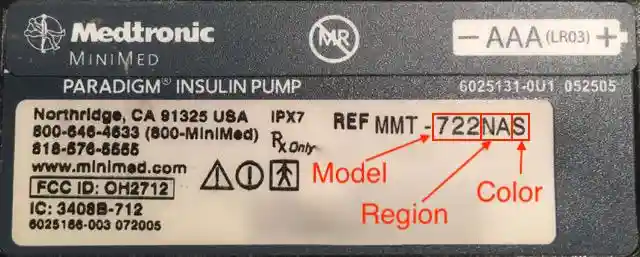 Medtronic
MINIMED
MR
- AAA (LR03) +
PARADIGM® INSULIN PUMP
6025131-0U1 052505
Northridge, CA 91325 USA
800-646-4633 (800-MiniMed)
818-576-5555
www.minimed.com
FCC ID: OH2712
IC: 3408B-712
6025166-003 072005
IPX7
Rx Only
REF MMT-722NAS
Model
Region
Color